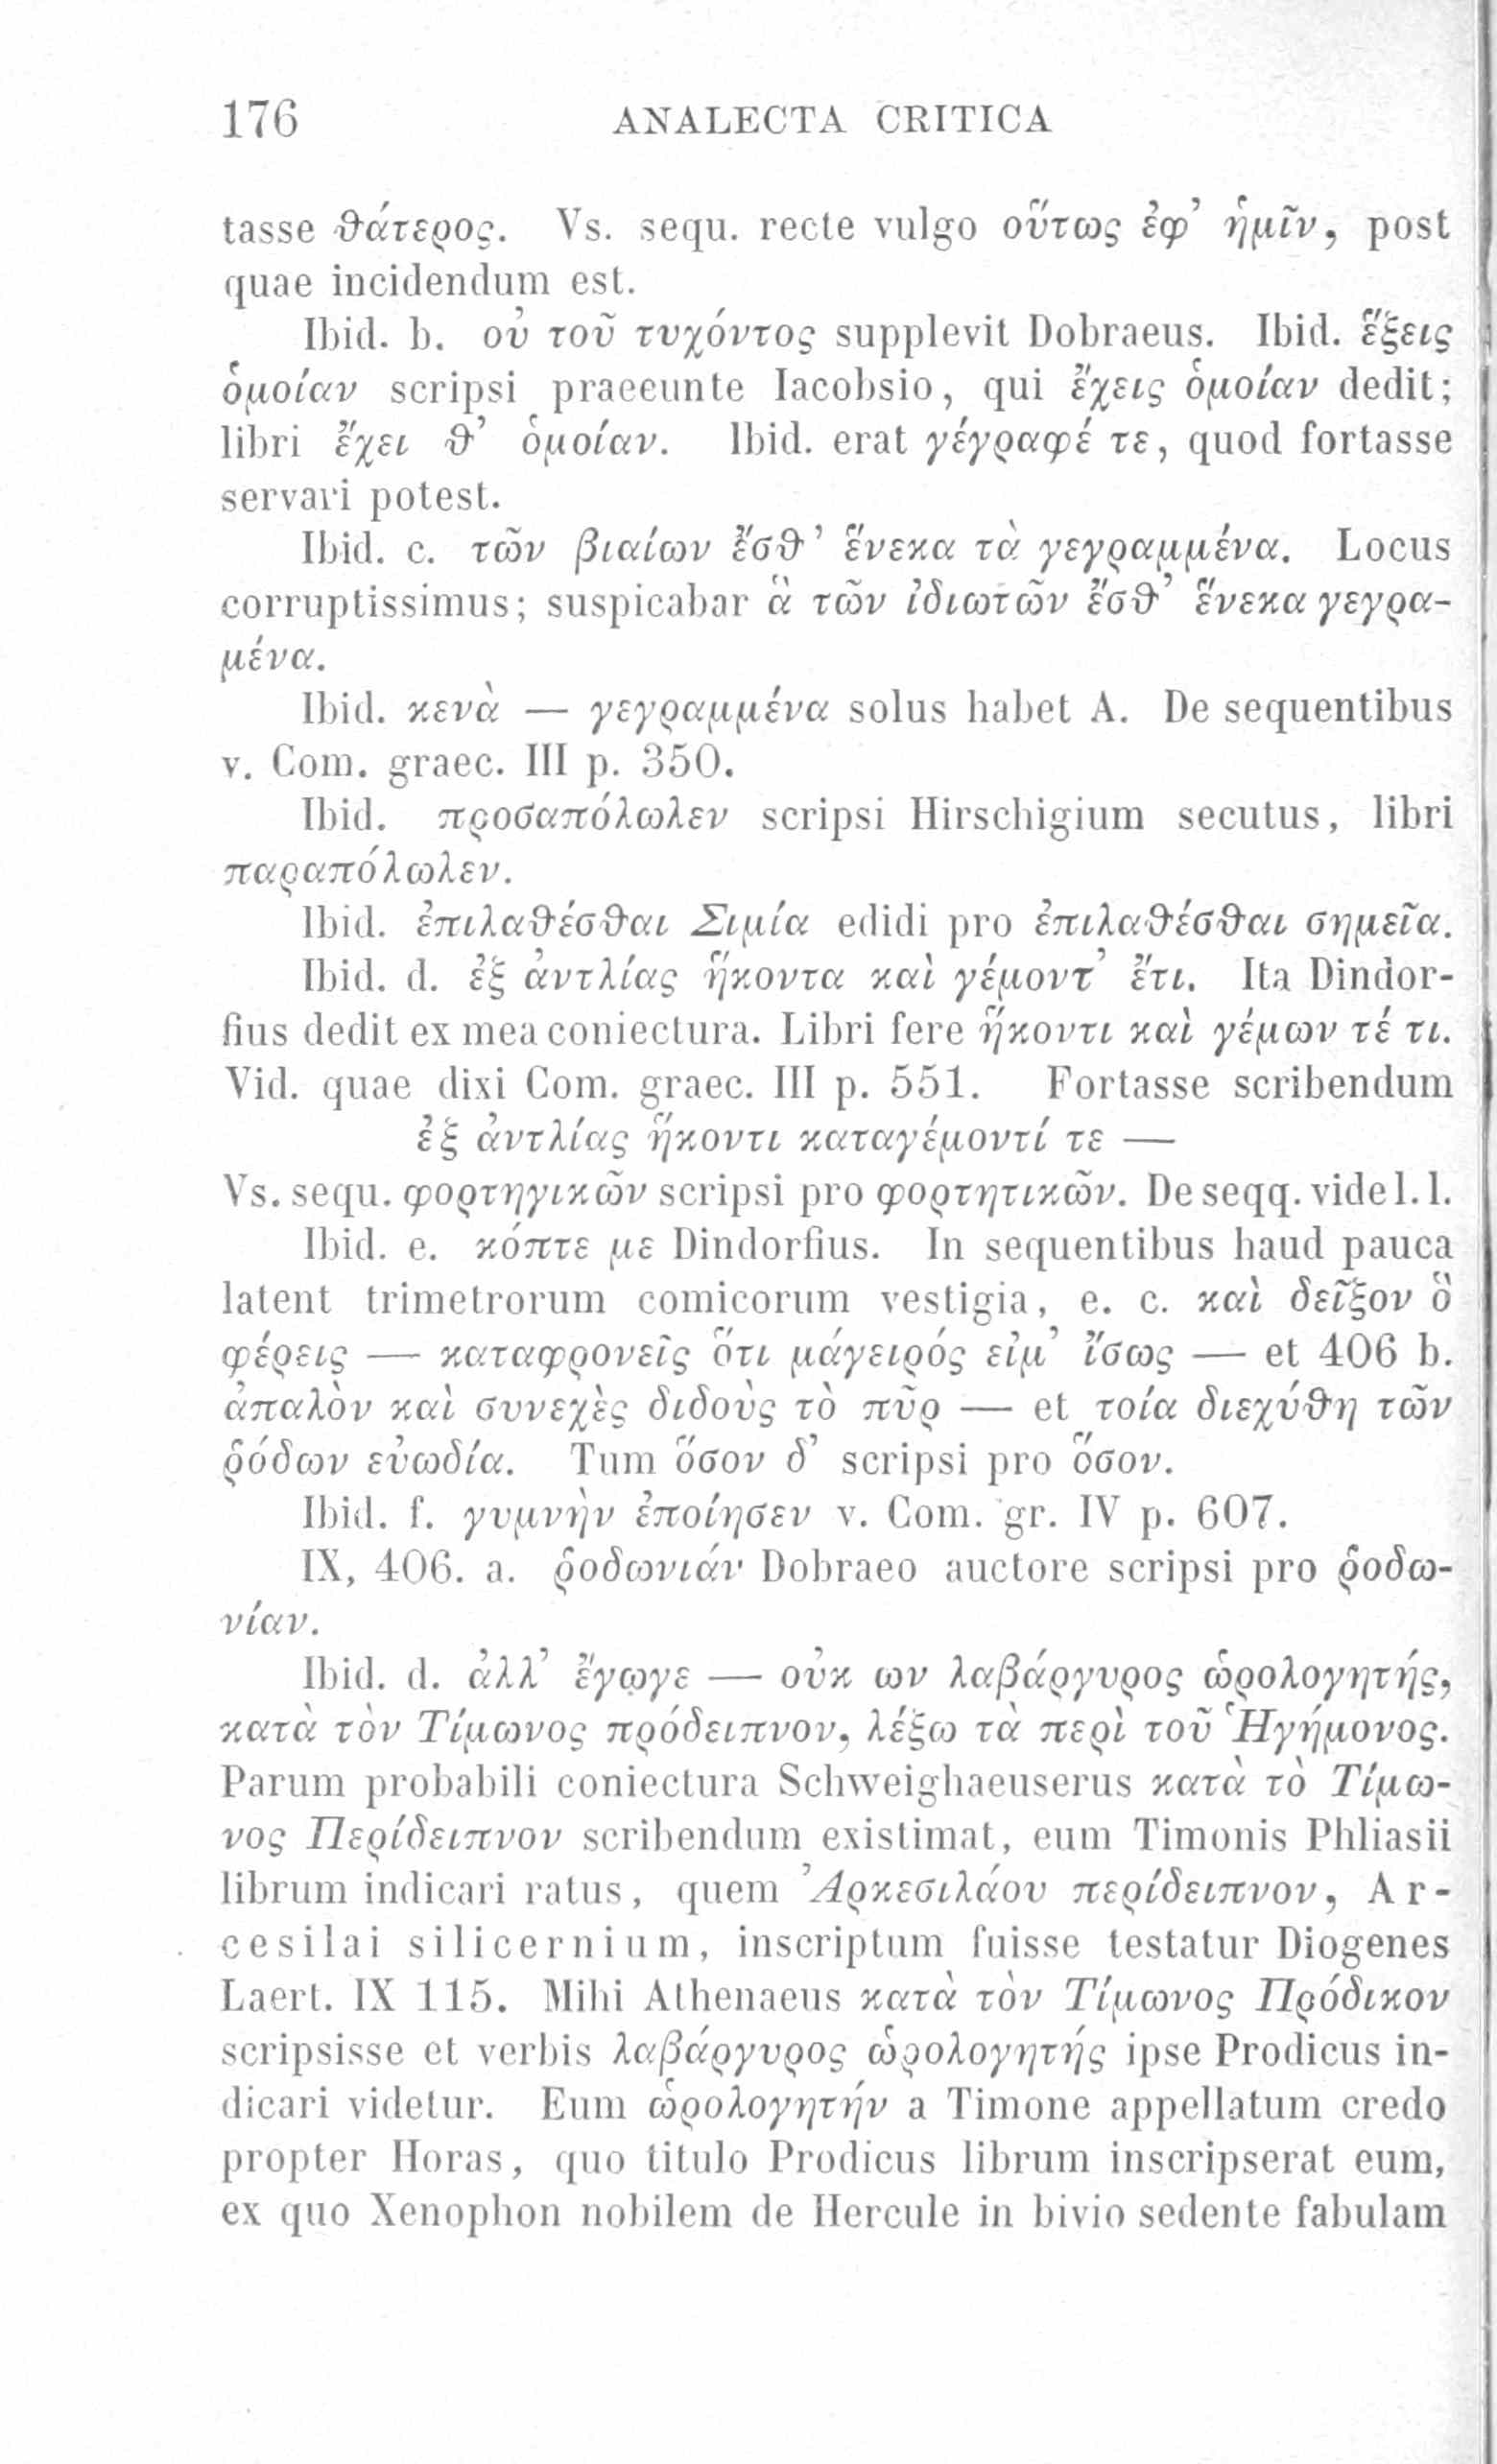 176 ANALECTA CRITICA
tasse θάτερος. Vs. sequ. recte vulgo οὕτως ἐφ’ ἡμῖν, post
quae incidendum est.
Ibid. b. οὐ τοῦ τυχόντος supplevit Dobraeus. Ibid. ἕξεις
ὁμοίαν scripsi praeeunte Iacobsio, qui ἔχεις ὁμοίαν dedit;
libri ἔχει θ’ ὁμοίαν. Ibid. erat γέγραφέ τε, quod fortasse
servari potest.
Ibid. c. τῶν βιαίων ἔσθ’ ἕνεκα τὰ γεγραμμένα. Locus
corruptissimus; suspicabar ἃ τῶν ἰδιωτῶν ἔσθ’ ἕνεκα γεγρα-
μένα.
Ibid. κενὰ — γεγραμμένα solus habet A. De sequentibus
v. Com. graec. III p. 350.
Ibid. προσαπόλωλεν scripsi Hirschigium secutus, libri
παραπόλωλεν.
Ibid. ἐπιλαθέσθαι Σιμία edidi pro ἐπιλαθέσθαι σημεῖα.
Ibid. d. ἐξ ἀντλίας ἥκοντα καὶ γέμοντ’ ἔτι. Ita Dindor-
fius dedit ex mea coniectura. Libri fere ἥκοντι καὶ γέμων τέ τι.
Vid. quae dixi Com. graec. III p. 551. Fortasse scribendum
ἐξ ἀντλίας ἥκοντι καταγέμοντί τε —
Vs. sequ. φορτηγικῶν scripsi pro φορτητικῶν. De seqq. vide l. l.
Ibid. e. κόπτε με Dindorfius. In sequentibus haud pauca
latent trimetrorum comicorum vestigia, e. c. καὶ δεῖξον ὃ
φέρεις — καταφρονεῖς ὅτι μάγειρός εἰμ’ ἴσως — et 406 b.
ἁπαλὸν καὶ συνεχὲς διδοὺς τὸ πῦρ — et τοία διεχύθη τῶν
ῥόδων εὐωδία. Tum ὅσον δ’ scripsi pro ὅσον.
Ibid. f. γυμνὴν ἐποίησεν v. Com. gr. IV p. 607.
IX, 406. a. ῥοδωνιάν Dobraeo auctore scripsi pro ῥοδω-
νίαν.
Ibid. d. ἀλλ’ ἔγωγε — οὐκ ων λαβάργυρος ὡρολογητής,
κατὰ τὸν Τίμωνος πρόδειπνον, λέξω τὰ περὶ τοῦ Ἡγήμονος.
Parum probabili coniectura Schweighaeuserus κατὰ τὸ Τίμω-
νος Περίδειπνον scribendum existimat, eum Timonis Phliasii
librum indicari ratus, quem Ἀρκεσιλάου περίδειπνον, Ar-
cesilai silicernium, inscriptum fuisse testatur Diogenes
Laert. IX 115. Mihi Athenaeus κατὰ τὸν Τίμωνος Πρόδικον
scripsisse et verbis λαβάργυρος ὡρολογητής ipse Prodicus in-
dicari videtur. Eum ὡρολογητήν a Timone appellatum credo
propter Horas, quo titulo Prodicus librum inscripserat eum,
ex quo Xenophon nobilem de Hercule in bivio sedente fabulam